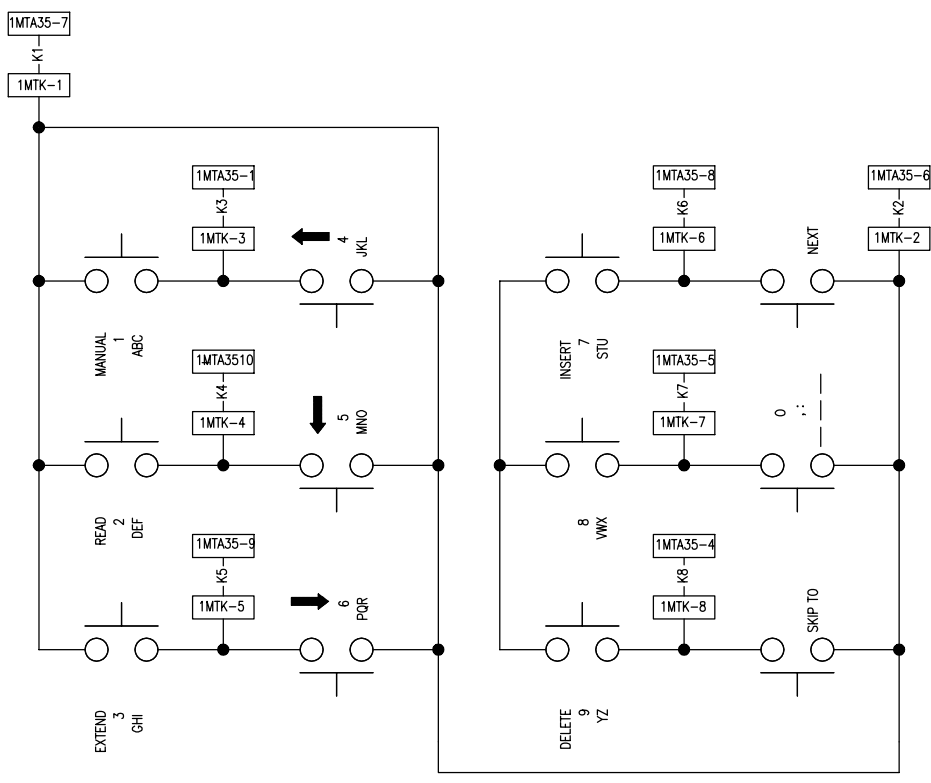 1MTA35-7
K1
1MTK-1
1MTA35-1
K3
1MTK-3
4
JKL
MANUAL
1
ABC
1MTA3510
K4
1MTK-4
5
MNO
READ
2
DEF
1MTA35-9
K5
1MTK-5
6
PQR
EXTEND
3
GHI
1MTA35-8
K6
1MTK-6
NEXT
1MTA35-6
K2
1MTK-2
INSERT
7
STU
1MTA35-5
K7
1MTK-7
0
,:
8
VWX
1MTA35-4
K8
1MTK-8
SKIP TO
DELETE
9
YZ